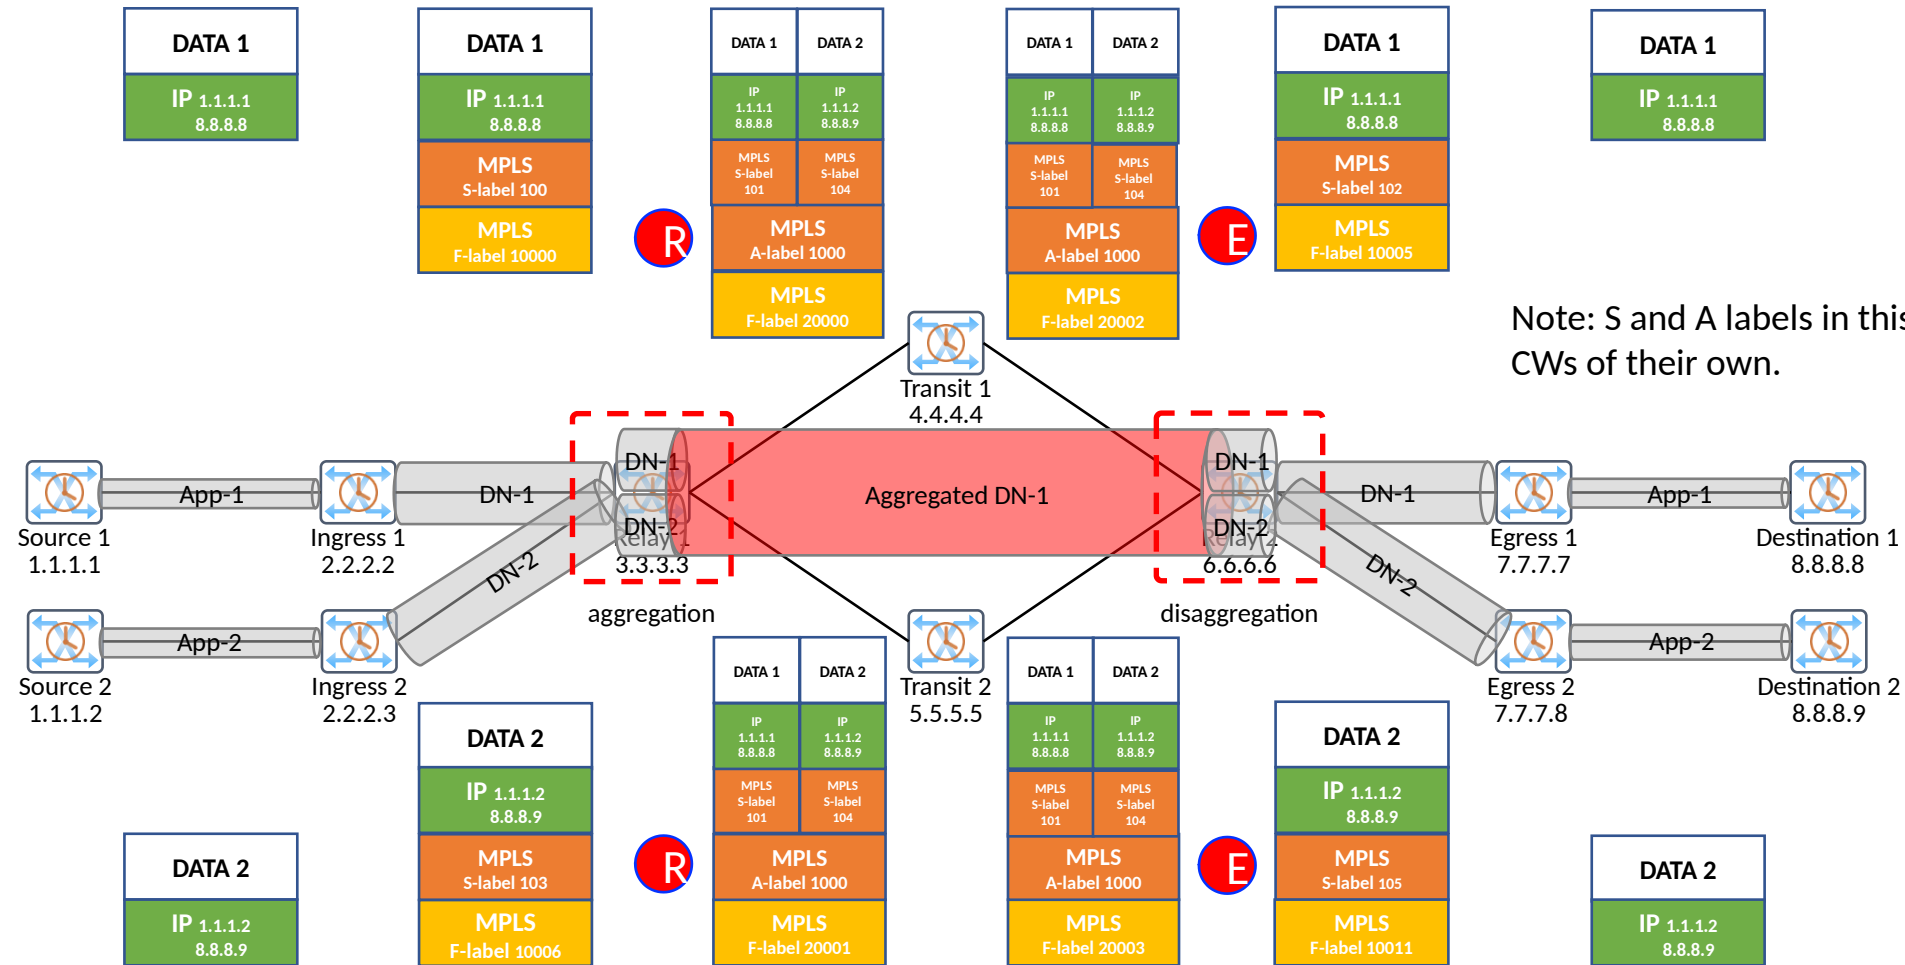 DATA 1
IP 1.1.1.1
8.8.8.8
DATA 1
IP 1.1.1.1
8.8.8.8
MPLS
S-label 100
MPLS
F-label 10000
R
DATA 1 DATA 2
IP
1.1.1.1
8.8.8.8
IP
1.1.1.2
8.8.8.9
MPLS
S-label
101
MPLS
S-label
104
MPLS
A-label 1000
MPLS
F-label 20000
DATA 1 DATA 2
IP
1.1.1.1
8.8.8.8
IP
1.1.1.2
8.8.8.9
MPLS
S-label
101
MPLS
S-label
104
MPLS
A-label 1000
MPLS
F-label 20002
E
DATA 1
IP 1.1.1.1
8.8.8.8
MPLS
S-label 102
MPLS
F-label 10005
DATA 1
IP 1.1.1.1
8.8.8.8
Note: S and A labels in this
CWs of their own.
Transit 1
4.4.4.4
Source 1
1.1.1.1
App-1
Ingress 1
2.2.2.2
DN-1
DN-2
DN-1
DN-2
Relay 1
3.3.3.3
aggregation
Aggregated DN-1
DN-1
DN-2
Relay 2
6.6.6.6
disaggregation
DN-1
DN-2
Egress 1
7.7.7.7
App-1
Destination 1
8.8.8.8
Source 2
1.1.1.2
App-2
Ingress 2
2.2.2.3
Transit 2
5.5.5.5
Egress 2
7.7.7.8
App-2
Destination 2
8.8.8.9
DATA 2
IP 1.1.1.2
8.8.8.9
DATA 2
IP 1.1.1.2
8.8.8.9
MPLS
S-label 103
MPLS
F-label 10006
R
DATA 1 DATA 2
IP
1.1.1.1
8.8.8.8
IP
1.1.1.2
8.8.8.9
MPLS
S-label
101
MPLS
S-label
104
MPLS
A-label 1000
MPLS
F-label 20001
DATA 1 DATA 2
IP
1.1.1.1
8.8.8.8
IP
1.1.1.2
8.8.8.9
MPLS
S-label
101
MPLS
S-label
104
MPLS
A-label 1000
MPLS
F-label 20003
E
DATA 2
IP 1.1.1.2
8.8.8.9
MPLS
S-label 105
MPLS
F-label 10011
DATA 2
IP 1.1.1.2
8.8.8.9